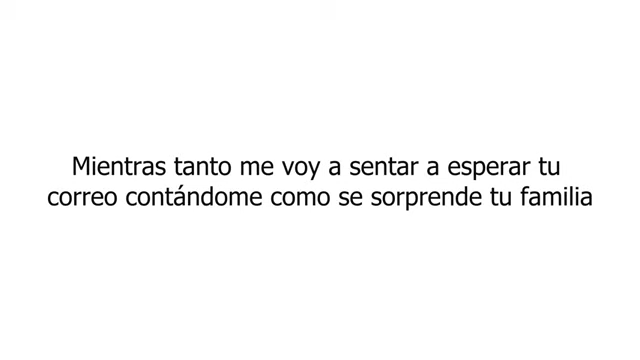 Mientras tanto me voy a sentar a esperar tu
correo contándome como se sorprende tu familia